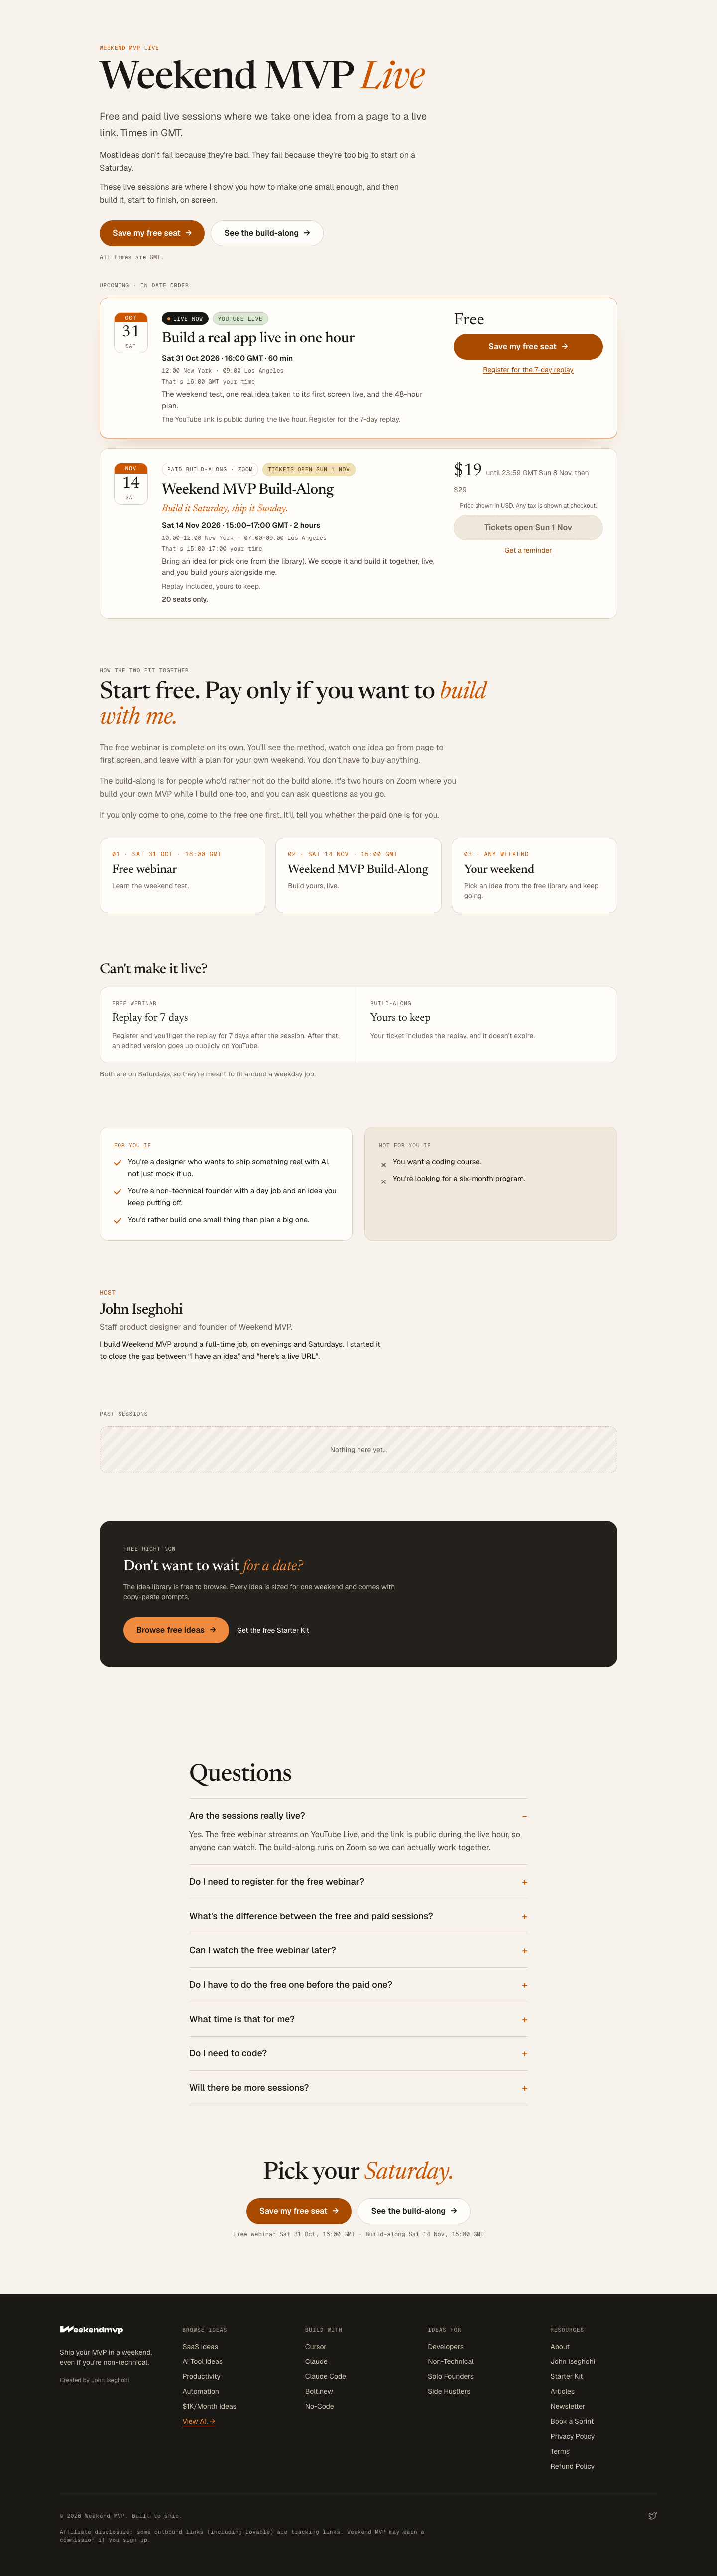 WEEKEND MVP LIVE
Weekend MVP Live
Free and paid live sessions where we take one idea from a page to a live
link. Times in GMT.
Most ideas don't fail because they're bad. They fail because they're too big to start on a
Saturday.
These live sessions are where I show you how to make one small enough, and then
build it, start to finish, on screen.
Save my free seat →
See the build-along →
All times are GMT.
UPCOMING · IN DATE ORDER
OCT
31
SAT
LIVE NOW
YOUTUBE LIVE
Build a real app live in one hour
Sat 31 Oct 2026 · 16:00 GMT · 60 min
12:00 New York · 09:00 Los Angeles
That's 16:00 GMT your time
The weekend test, one real idea taken to its first live screen, and the 48-hour
plan.
The YouTube link is public during the live hour. Register for the 7-day replay.
Free
Save my free seat →
Register for the 7-day replay
NOV
14
SAT
PAID BUILD-ALONG · ZOOM
TICKETS OPEN SUN 1 NOV
Weekend MVP Build-Along
Build it Saturday, ship it Sunday.
Sat 14 Nov 2026 · 15:00–17:00 GMT · 2 hours
10:00–12:00 New York · 07:00–09:00 Los Angeles
That's 15:00–17:00 your time
Bring an idea (or pick one from the library). We scope it and build it together, live,
and you build yours alongside me.
Replay included, yours to keep.
20 seats only.
$19 until 23:59 GMT Sun 8 Nov, then
$29
Price shown in USD. Any tax is shown at checkout.
Tickets open Sun 1 Nov
Get a reminder
HOW THE TWO FIT TOGETHER
Start free. Pay only if you want to build
with me.
The free webinar is complete on its own. You'll see the method, watch one idea go from page to
first screen, and leave with a plan for your own weekend. You don't have to buy anything.
The build-along is for people who'd rather not do the build alone. It's two hours on Zoom where you
build your own MVP while I build one too, and you can ask questions as you go.
If you only come to one, come to the free one first. It'll tell you whether the paid one is for you.
01 · SAT 31 OCT · 16:00 GMT
Free webinar
Learn the weekend test.
02 · SAT 14 NOV · 15:00 GMT
Weekend MVP Build-Along
Build yours, live.
03 · ANY WEEKEND
Your weekend
Pick an idea from the free library and keep
going.
Can't make it live?
FREE WEBINAR
Replay for 7 days
Register and you'll get the replay for 7 days after the session. After that,
an edited version goes up publicly on YouTube.
BUILD-ALONG
Yours to keep
Your ticket includes the replay, and it doesn't expire.
Both are on Saturdays, so they're meant to fit around a weekday job.
FOR YOU IF
You're a designer who wants to ship something real with AI,
not just mock it up.
You're a non-technical founder with a day job and an idea you
keep putting off.
You'd rather build one small thing than plan a big one.
NOT FOR YOU IF
You want a coding course.
You're looking for a six-month program.
HOST
John Iseghohi
Staff product designer and founder of Weekend MVP.
I build Weekend MVP around a full-time job, on evenings and Saturdays. I started it
to close the gap between “I have an idea” and “here's a live URL”.
PAST SESSIONS
Nothing here yet…
FREE RIGHT NOW
Don't want to wait for a date?
The idea library is free to browse. Every idea is sized for one weekend and comes with
copy-paste prompts.
Browse free ideas →
Get the free Starter Kit
Questions
Are the sessions really live? −
Yes. The free webinar streams on YouTube Live, and the link is public during the live hour, so
anyone can watch. The build-along runs on Zoom so we can actually work together.
Do I need to register for the free webinar? +
What's the difference between the free and paid sessions? +
Can I watch the free webinar later? +
Do I have to do the free one before the paid one? +
What time is that for me? +
Do I need to code? +
Will there be more sessions? +
Pick your Saturday.
Save my free seat →
See the build-along →
Free webinar Sat 31 Oct, 16:00 GMT · Build-along Sat 14 Nov, 15:00 GMT
Weekendmvp
Ship your MVP in a weekend,
even if you're non-technical.
Created by John Iseghohi
BROWSE IDEAS
SaaS Ideas
AI Tool Ideas
Productivity
Automation
$1K/Month Ideas
View All →
BUILD WITH
Cursor
Claude
Claude Code
Bolt.new
No-Code
IDEAS FOR
Developers
Non-Technical
Solo Founders
Side Hustlers
RESOURCES
About
John Iseghohi
Starter Kit
Articles
Newsletter
Book a Sprint
Privacy Policy
Terms
Refund Policy
© 2026 Weekend MVP. Built to ship.
Affiliate disclosure: some outbound links (including Lovable) are tracking links. Weekend MVP may earn a
commission if you sign up.